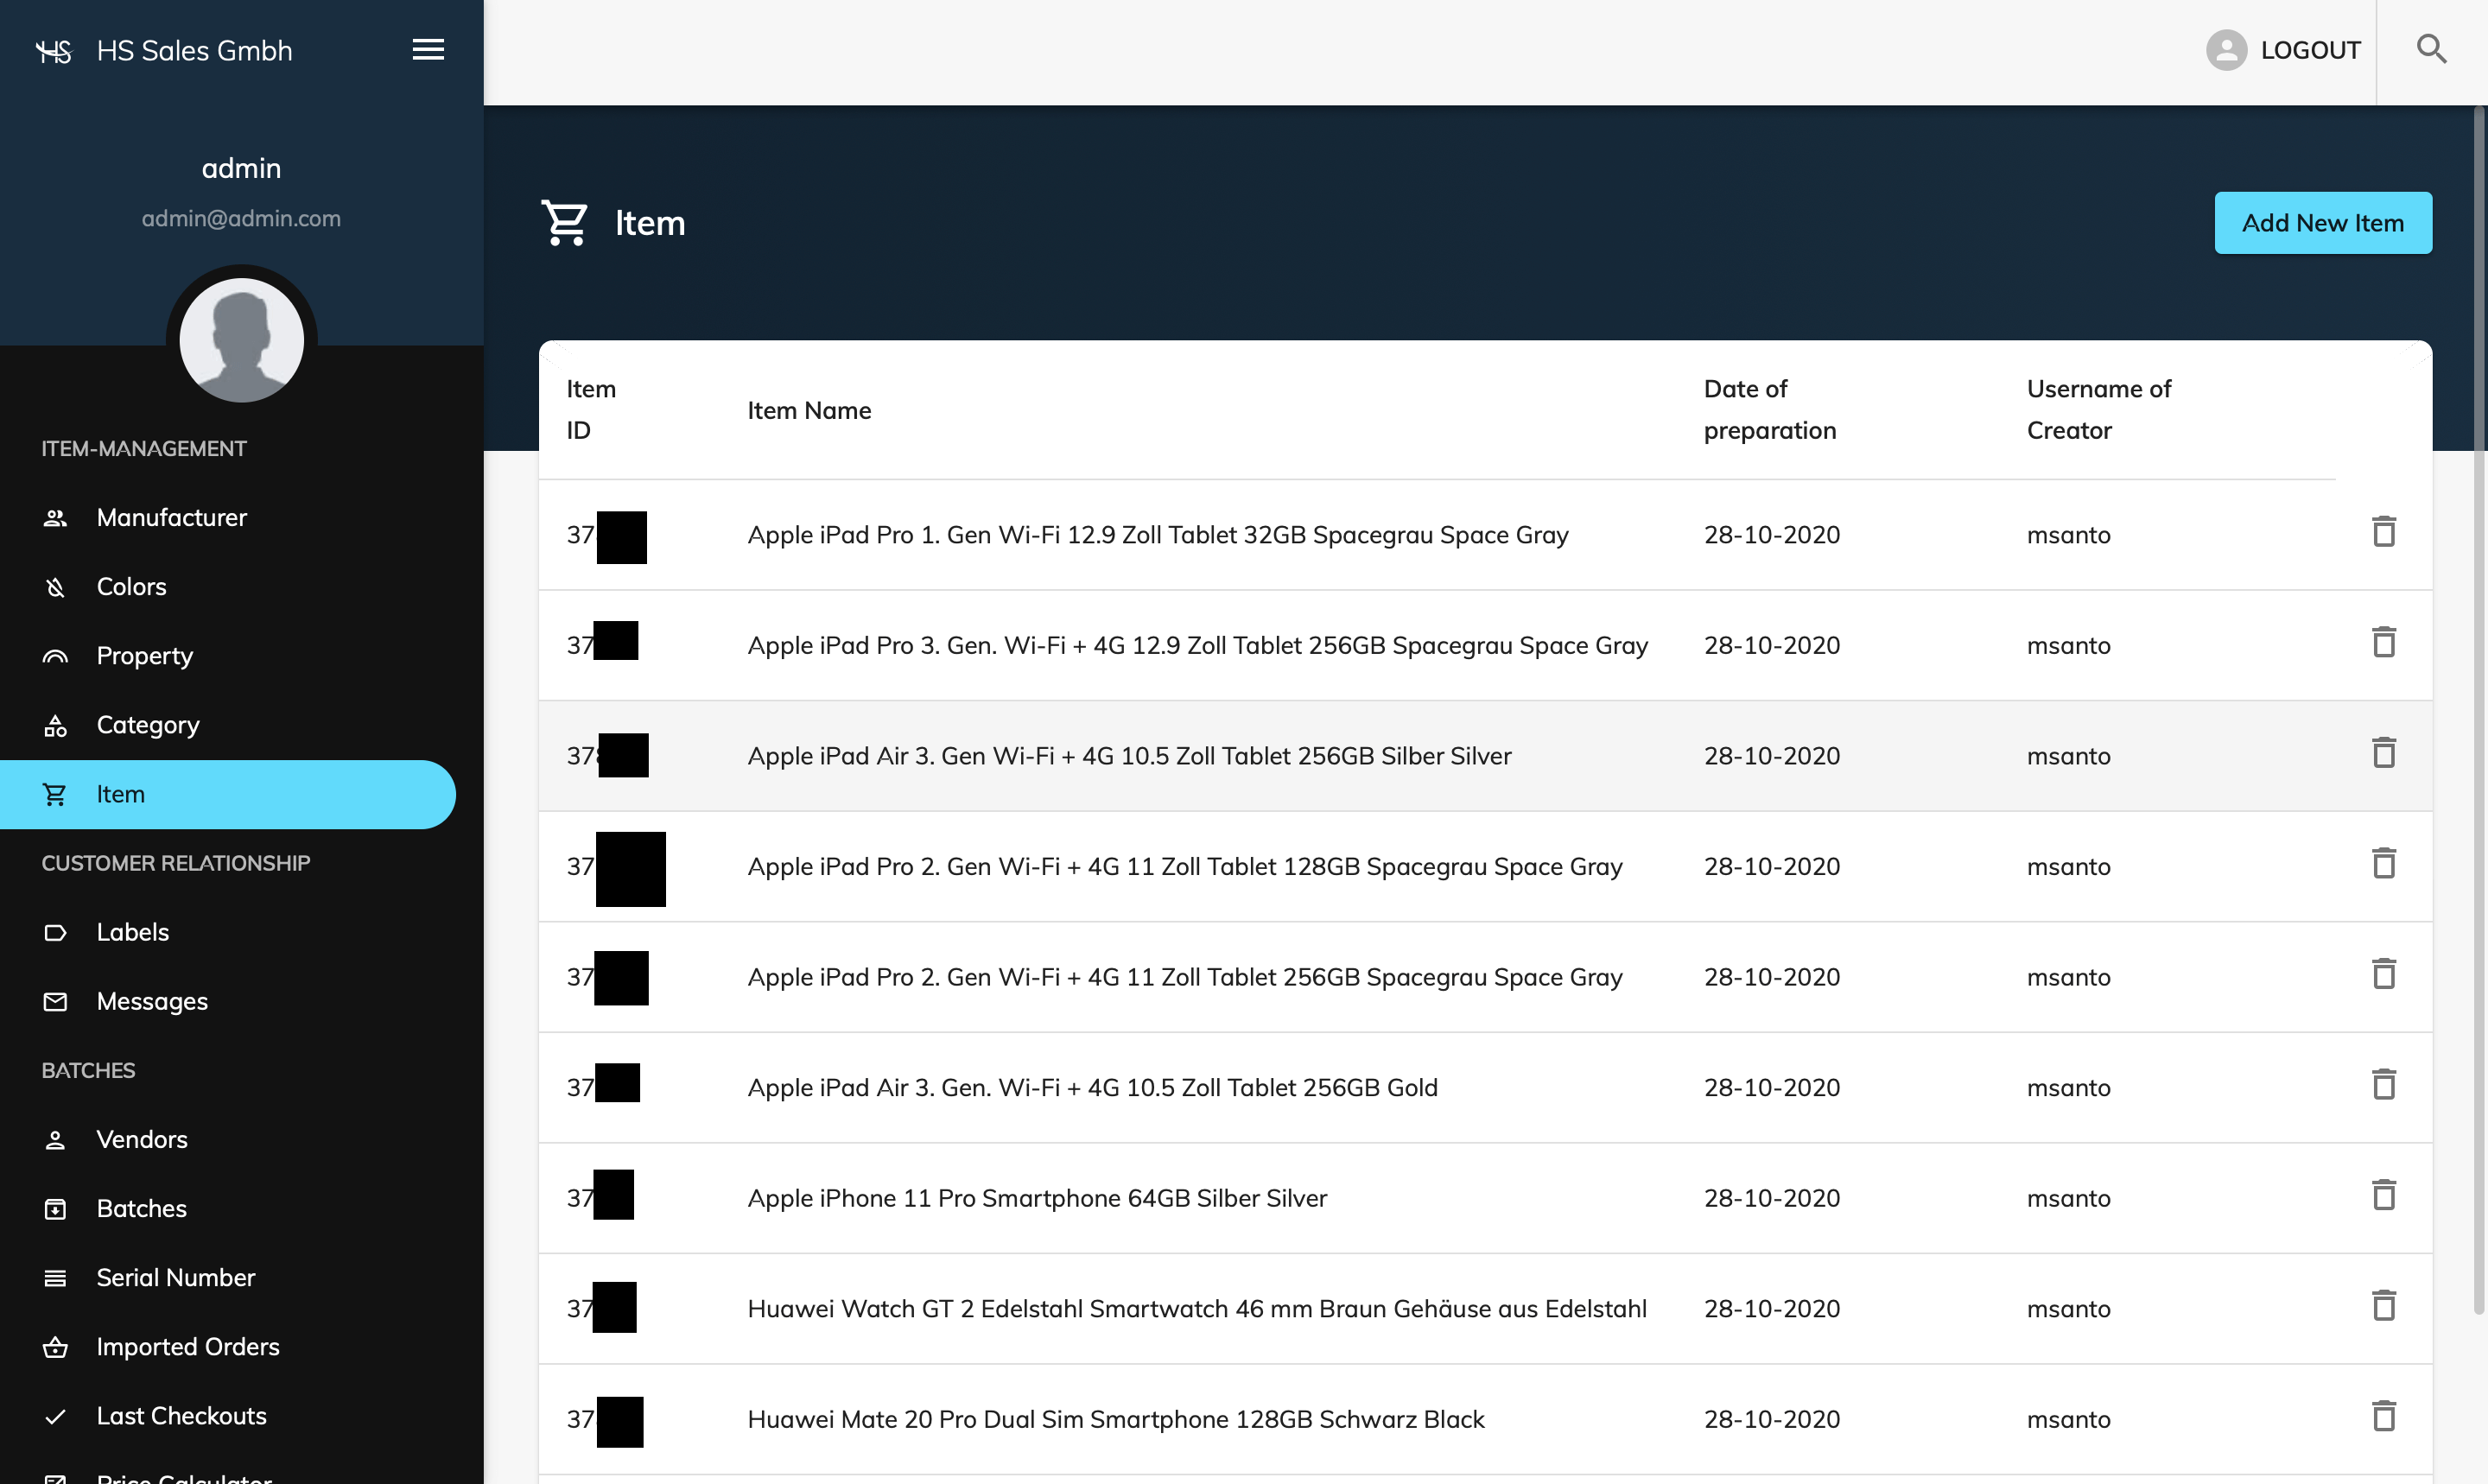 HS HS Sales Gmbh
LOGOUT
admin
admin@admin.com
Item
Add New Item
ITEM-MANAGEMENT
Manufacturer
Colors
Property
Category
Item
CUSTOMER RELATIONSHIP
Labels
Messages
BATCHES
Vendors
Batches
Serial Number
Imported Orders
Last Checkouts
Price Calculator
Item ID Item Name Date of preparation Username of Creator
37 Apple iPad Pro 1. Gen Wi-Fi 12.9 Zoll Tablet 32GB Spacegrau Space Gray 28-10-2020 msanto
37 Apple iPad Pro 3. Gen. Wi-Fi + 4G 12.9 Zoll Tablet 256GB Spacegrau Space Gray 28-10-2020 msanto
37 Apple iPad Air 3. Gen Wi-Fi + 4G 10.5 Zoll Tablet 256GB Silber Silver 28-10-2020 msanto
37 Apple iPad Pro 2. Gen Wi-Fi + 4G 11 Zoll Tablet 128GB Spacegrau Space Gray 28-10-2020 msanto
37 Apple iPad Pro 2. Gen Wi-Fi + 4G 11 Zoll Tablet 256GB Spacegrau Space Gray 28-10-2020 msanto
37 Apple iPad Air 3. Gen. Wi-Fi + 4G 10.5 Zoll Tablet 256GB Gold 28-10-2020 msanto
37 Apple iPhone 11 Pro Smartphone 64GB Silber Silver 28-10-2020 msanto
37 Huawei Watch GT 2 Edelstahl Smartwatch 46 mm Braun Gehäuse aus Edelstahl 28-10-2020 msanto
37 Huawei Mate 20 Pro Dual Sim Smartphone 128GB Schwarz Black 28-10-2020 msanto